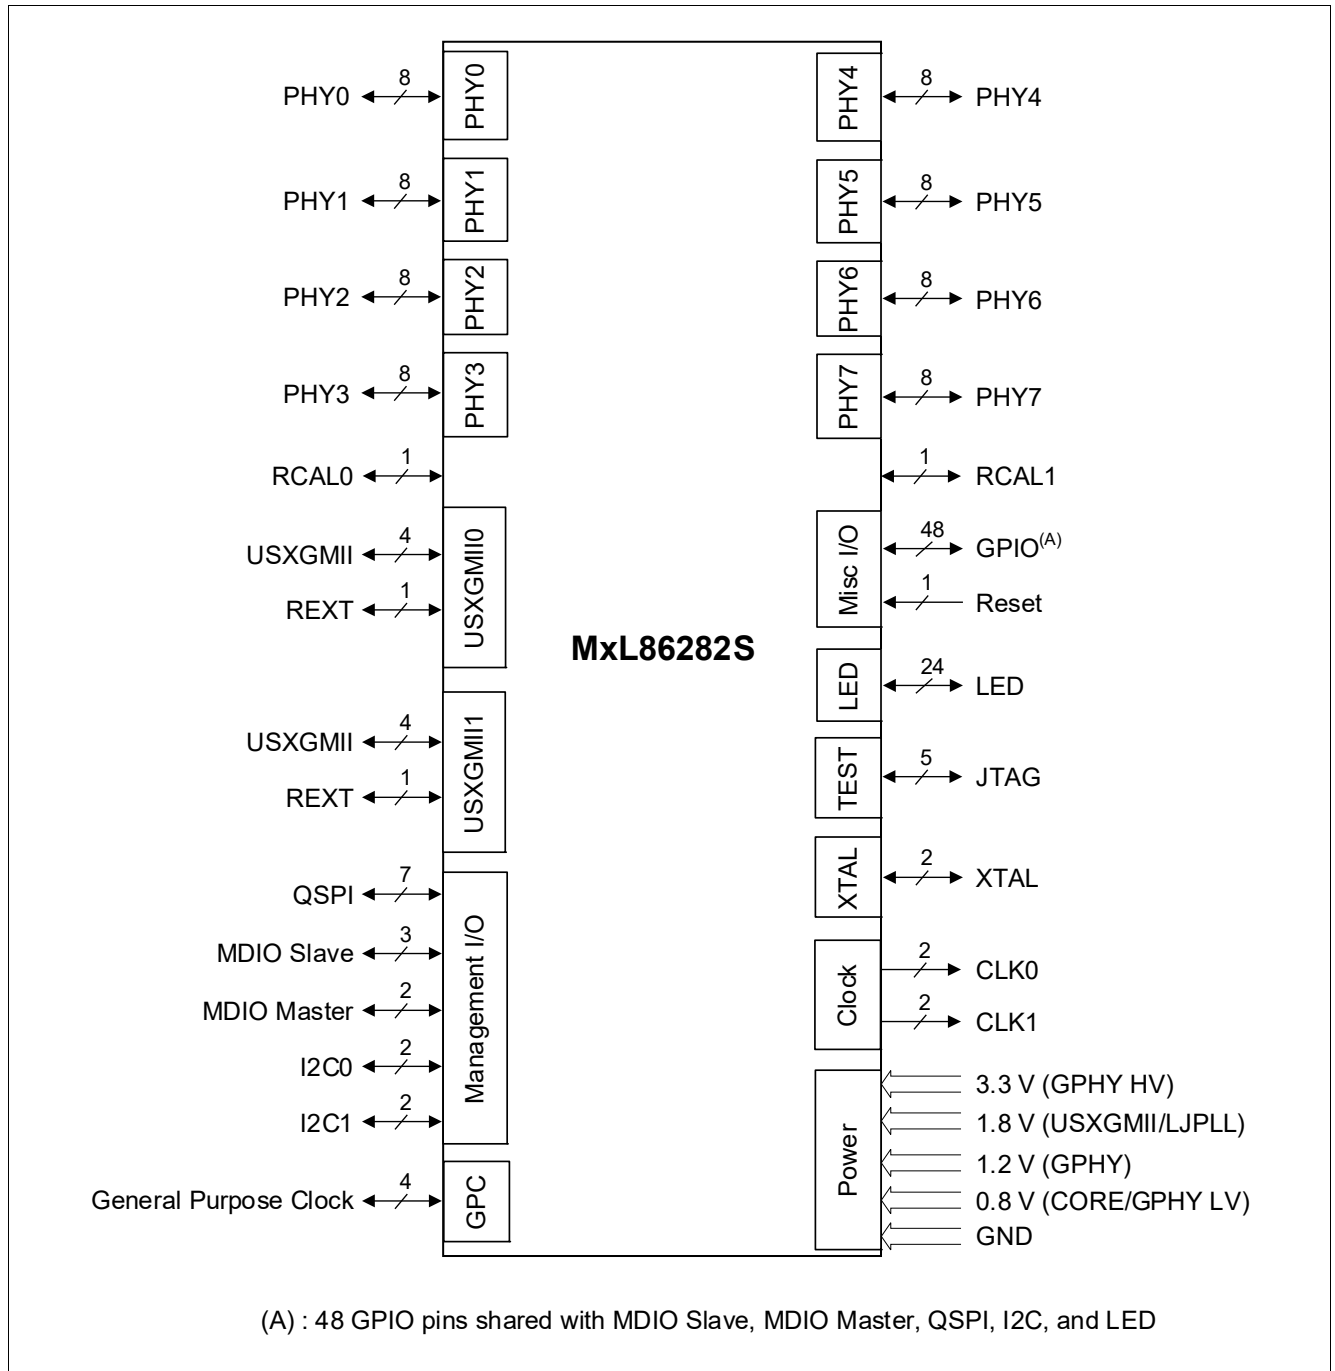 PHY0 8 PHY0
PHY1 8 PHY1
PHY2 8 PHY2
PHY3 8 PHY3
RCAL0 1
USXGMII 4 USXGMII0
REXT 1
USXGMII 4 USXGMII1
REXT 1
QSPI 7 Management I/O
MDIO Slave 3
MDIO Master 2
I2C0 2
I2C1 2
General Purpose Clock 4 GPC
MxL86282S
PHY4 8 PHY4
PHY5 8 PHY5
PHY6 8 PHY6
PHY7 8 PHY7
1 RCAL1
Misc I/O 48 GPIO(A)
1 Reset
LED 24 LED
TEST 5 JTAG
XTAL 2 XTAL
Clock 2 CLK0
2 CLK1
Power 3.3 V (GPHY HV)
1.8 V (USXGMII/LJPLL)
1.2 V (GPHY)
0.8 V (CORE/GPHY LV)
GND
(A) : 48 GPIO pins shared with MDIO Slave, MDIO Master, QSPI, I2C, and LED